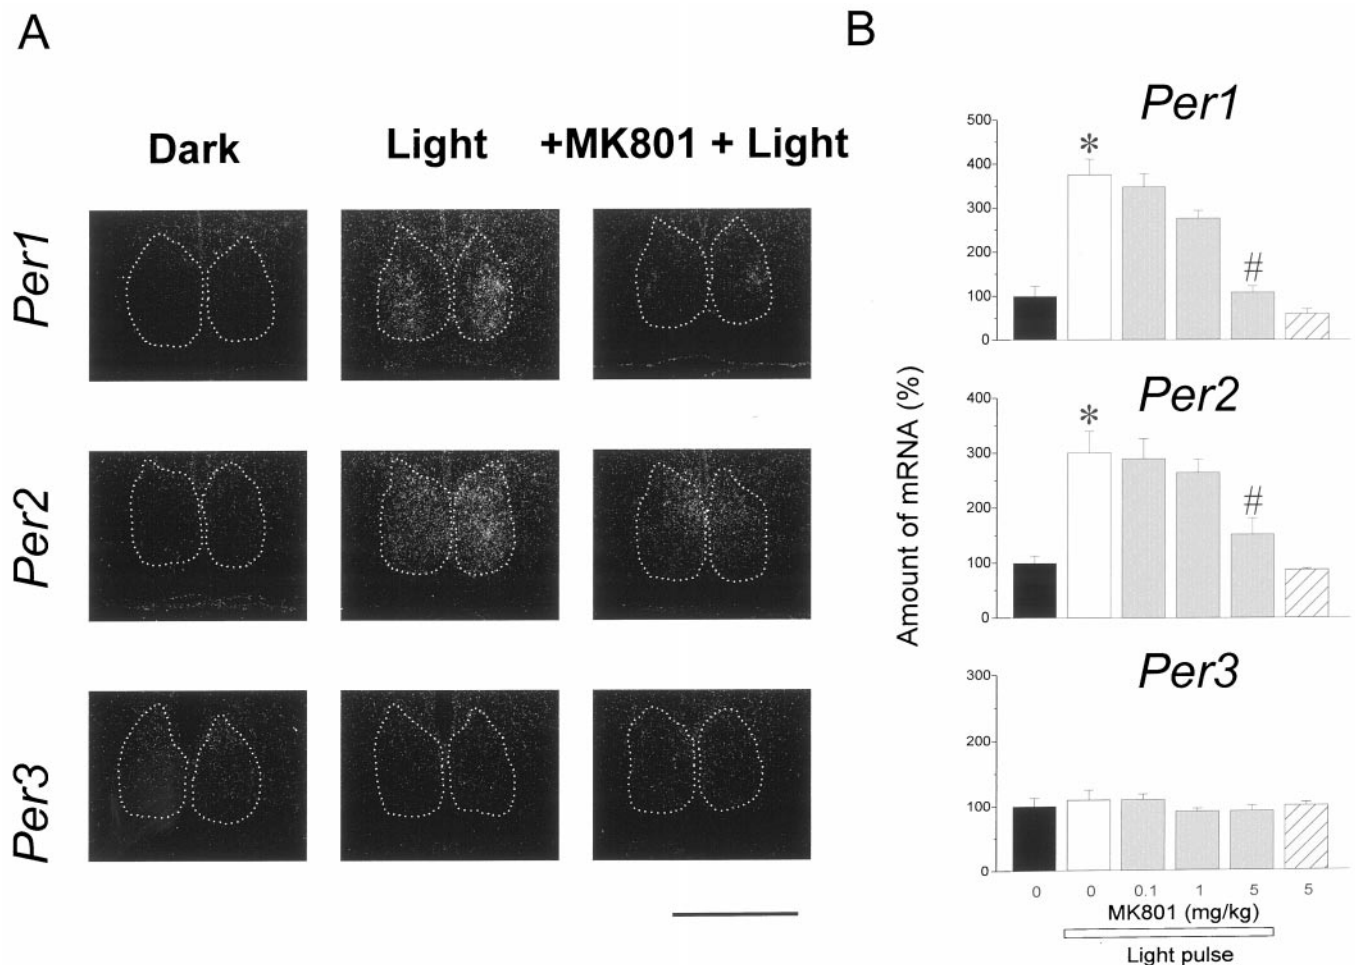 A
Dark
Light
+MK801 + Light
Per1
Per2
Per3
B
Amount of mRNA (%)
Per1
500
400
300
200
100
0
*
#
Per2
400
300
200
100
0
*
#
Per3
300
200
100
0
0 0 0.1 1 5 5
MK801 (mg/kg)
Light pulse